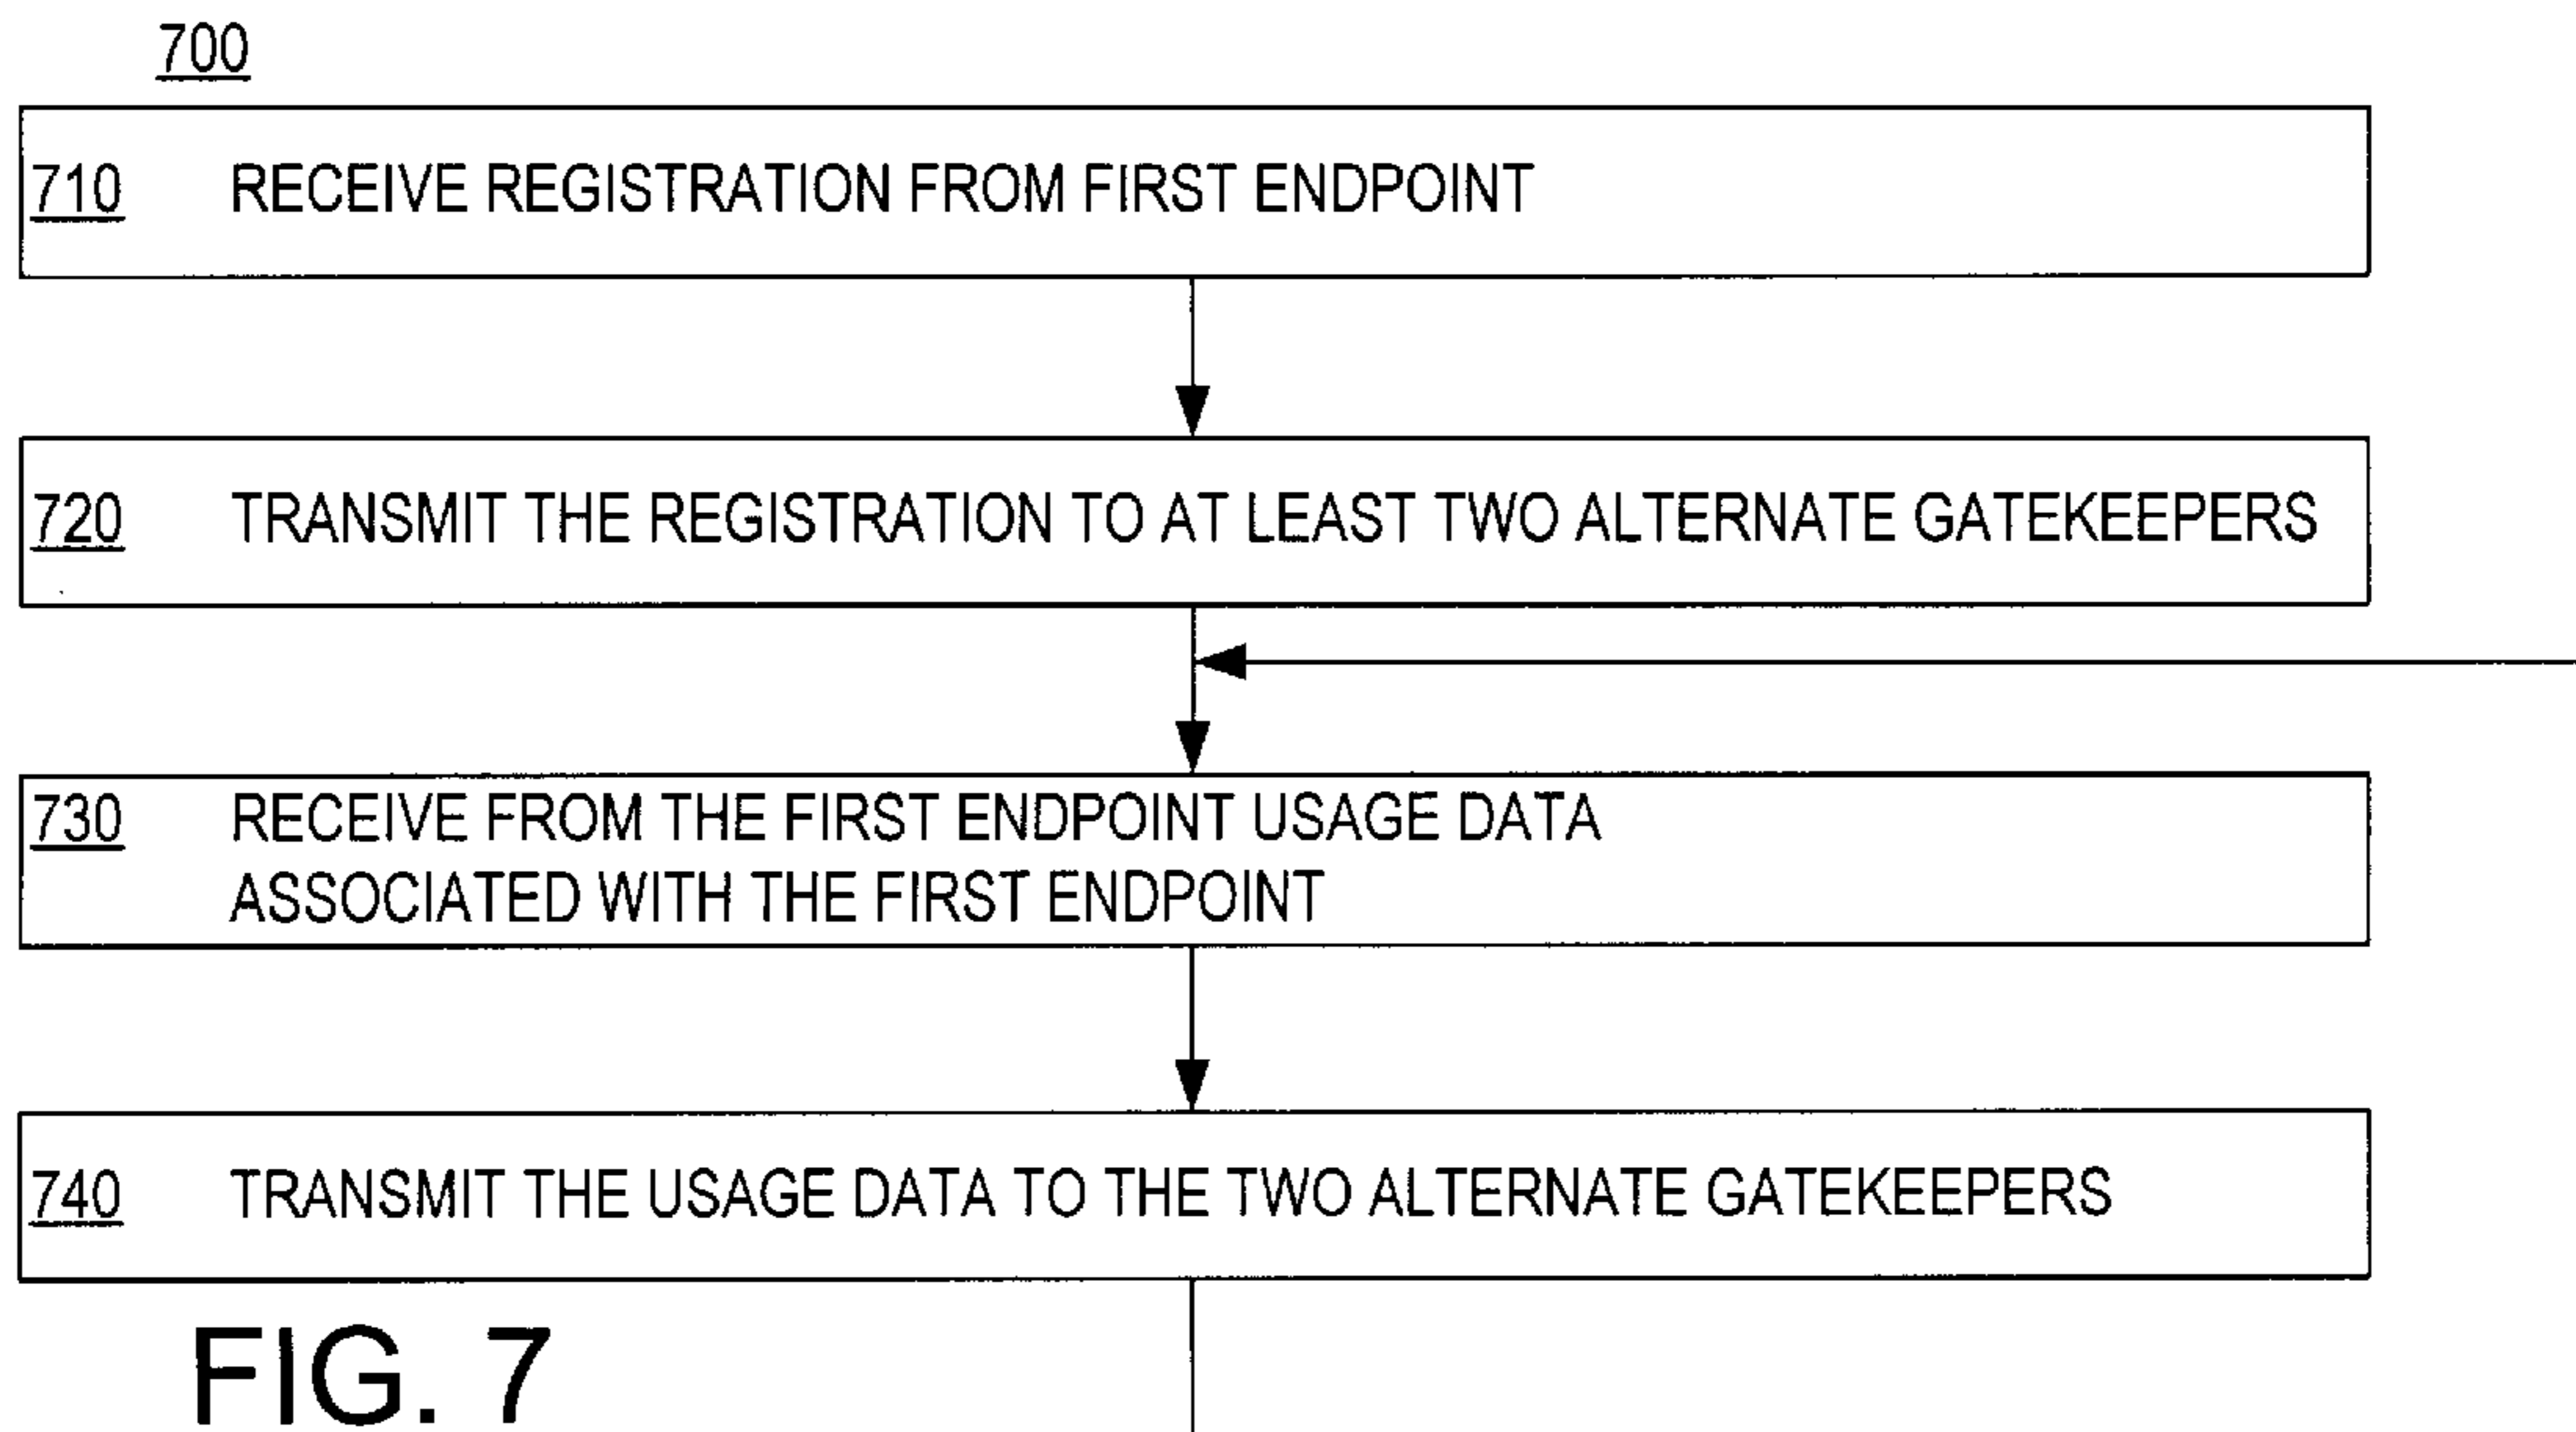 700
710 RECEIVE REGISTRATION FROM FIRST ENDPOINT
720 TRANSMIT THE REGISTRATION TO AT LEAST TWO ALTERNATE GATEKEEPERS
730 RECEIVE FROM THE FIRST ENDPOINT USAGE DATA
ASSOCIATED WITH THE FIRST ENDPOINT
740 TRANSMIT THE USAGE DATA TO THE TWO ALTERNATE GATEKEEPERS
FIG. 7